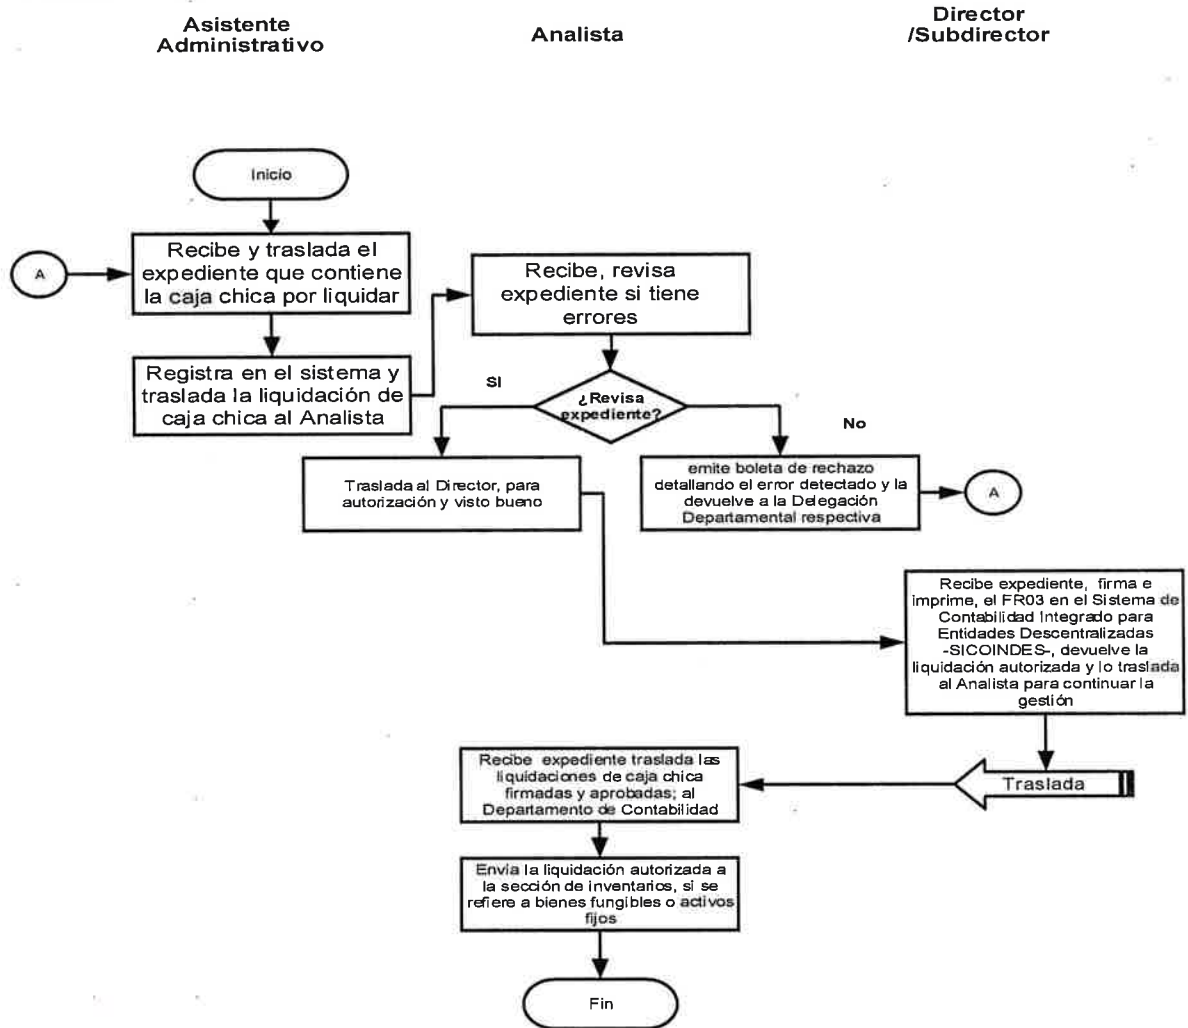 Asistente
Administrativo
Analista
Director
/Subdirector
Inicio
A
Recibe y traslada el
expediente que contiene
la caja chica por liquidar
Recibe, revisa
expediente si tiene
errores
Registra en el sistema y
traslada la liquidación de
caja chica al Analista
SI
¿Revisa
expediente?
No
Traslada al Director, para
autorización y visto bueno
emite boleta de rechazo
detallando el error detectado y la
devuelve a la Delegación
Departamental respectiva
A
Recibe expediente, firma e
imprime, el FR03 en el Sistema de
Contabilidad Integrado para
Entidades Descentralizadas
-SICOINDES-, devuelve la
liquidación autorizada y lo traslada
al Analista para continuar la
gestión
Traslada
Recibe expediente traslada las
liquidaciones de caja chica
firmadas y aprobadas; al
Departamento de Contabilidad
Envía la liquidación autorizada a
la sección de inventarios, si se
refiere a bienes fungibles o activos
fijos
Fin